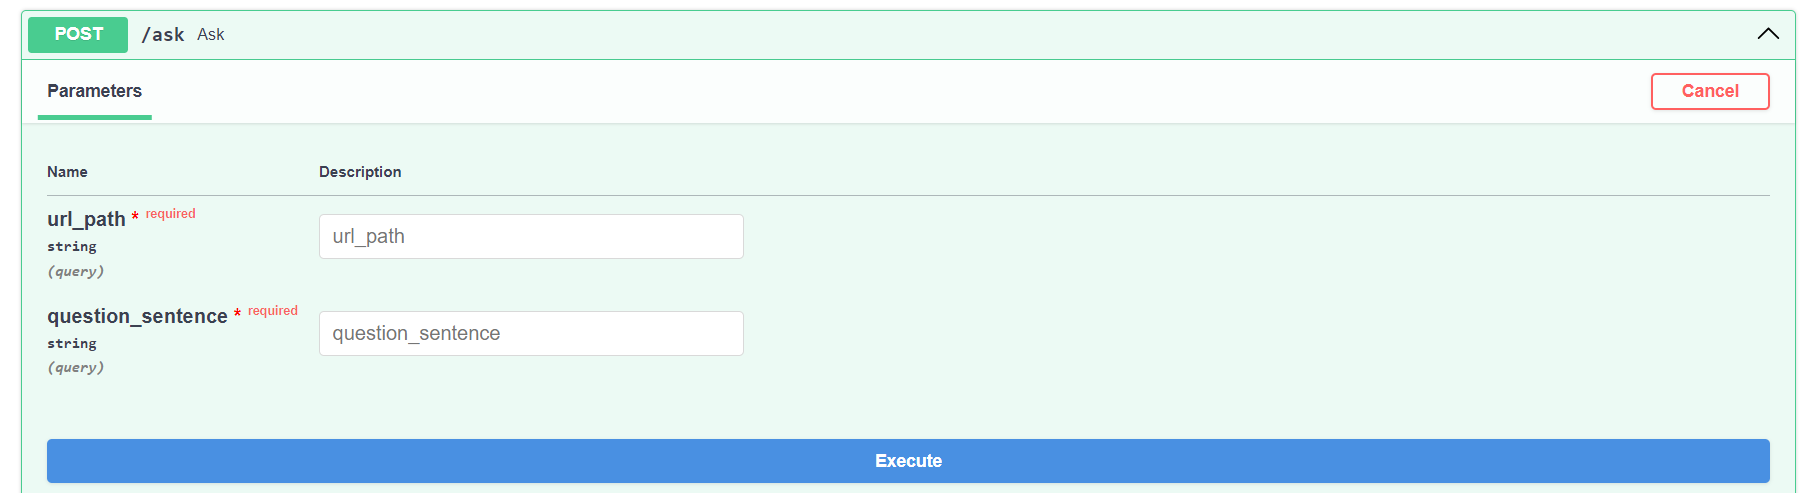 POST /ask Ask
Parameters
Cancel
Name Description
url_path * required
string
(query)
url_path
question_sentence * required
string
(query)
question_sentence
Execute